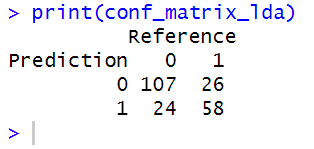 > print(conf_matrix_lda)
          Reference
Prediction   0   1
         0 107  26
         1  24  58
>